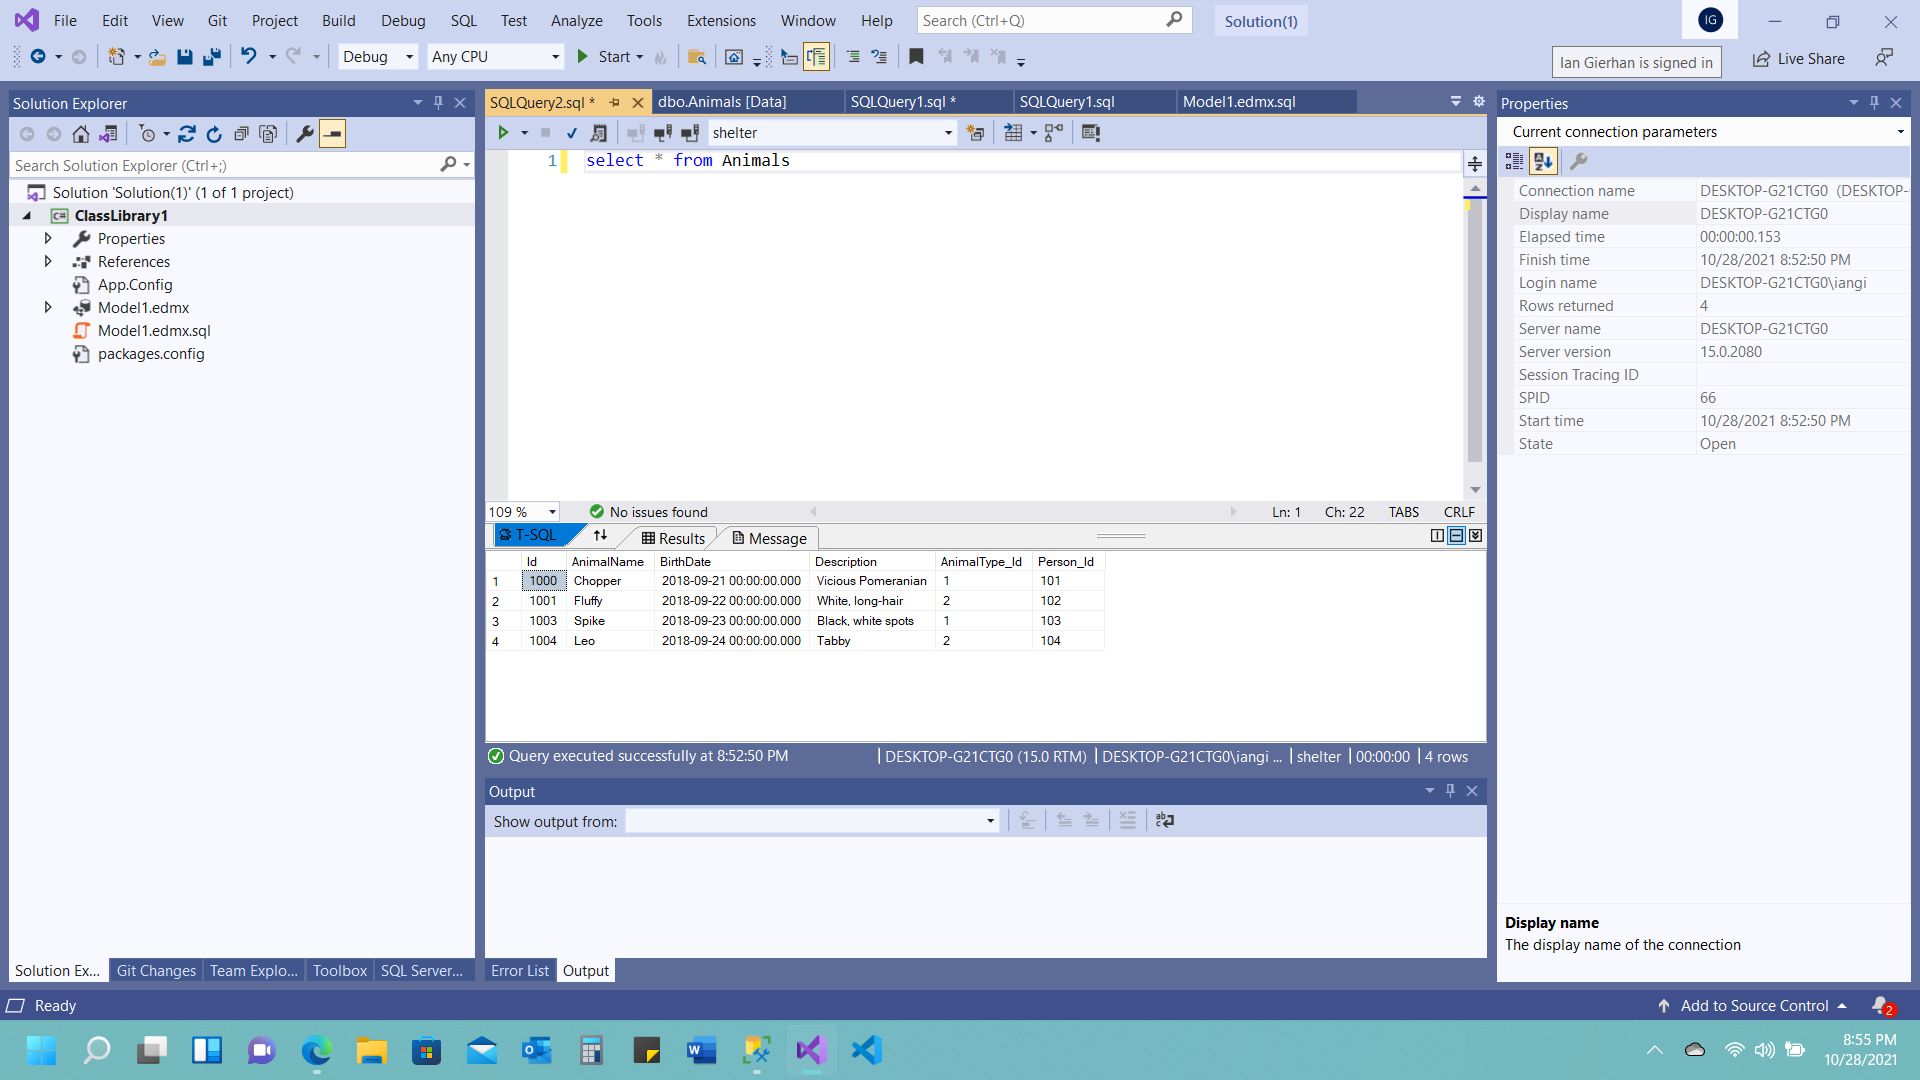 File Edit View Git Project Build Debug SQL Test Analyze Tools Extensions Window Help Search (Ctrl+Q) Solution(1) IG
Debug Any CPU Start Ian Gierhan is signed in Live Share
Solution Explorer
Search Solution Explorer (Ctrl+;)
Solution 'Solution(1)' (1 of 1 project)
C# ClassLibrary1
Properties
References
App.Config
Model1.edmx
Model1.edmx.sql
packages.config
Solution Ex... Git Changes Team Explo... Toolbox SQL Server...
SQLQuery2.sql * dbo.Animals [Data] SQLQuery1.sql * SQLQuery1.sql Model1.edmx.sql
shelter
1 select * from Animals
109 % No issues found Ln: 1 Ch: 22 TABS CRLF
T-SQL Results Message
Id AnimalName BirthDate Description AnimalType_Id Person_Id
1 1000 Chopper 2018-09-21 00:00:00.000 Vicious Pomeranian 1 101
2 1001 Fluffy 2018-09-22 00:00:00.000 White, long-hair 2 102
3 1003 Spike 2018-09-23 00:00:00.000 Black, white spots 1 103
4 1004 Leo 2018-09-24 00:00:00.000 Tabby 2 104
Query executed successfully at 8:52:50 PM DESKTOP-G21CTG0 (15.0 RTM) DESKTOP-G21CTG0\iangi ... shelter 00:00:00 4 rows
Output
Show output from:
Error List Output
Properties
Current connection parameters
Connection name DESKTOP-G21CTG0 (DESKTOP-
Display name DESKTOP-G21CTG0
Elapsed time 00:00:00.153
Finish time 10/28/2021 8:52:50 PM
Login name DESKTOP-G21CTG0\iangi
Rows returned 4
Server name DESKTOP-G21CTG0
Server version 15.0.2080
Session Tracing ID
SPID 66
Start time 10/28/2021 8:52:50 PM
State Open
Display name
The display name of the connection
Ready Add to Source Control 2
8:55 PM
10/28/2021